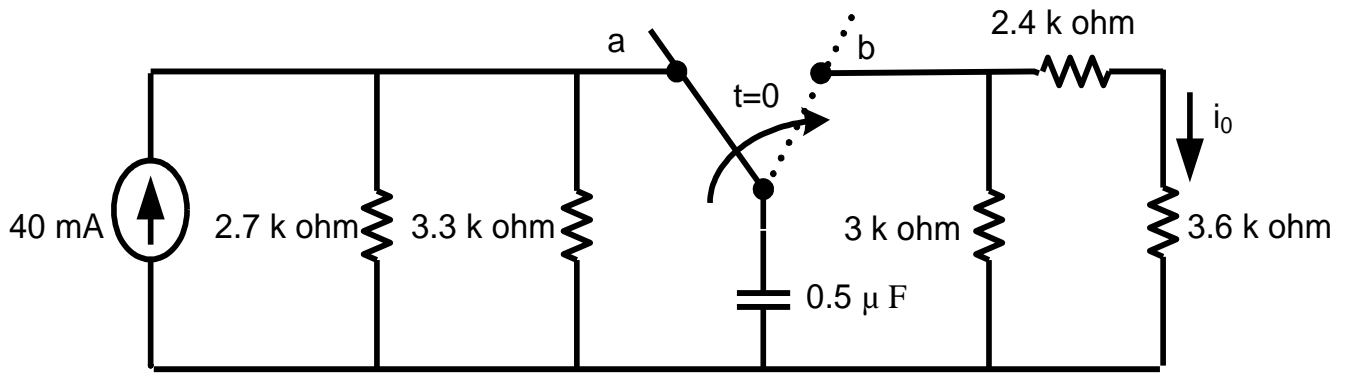 2.4 k ohm
a
b
t=0
i₀
40 mA
2.7 k ohm
3.3 k ohm
3 k ohm
3.6 k ohm
0.5 μ F